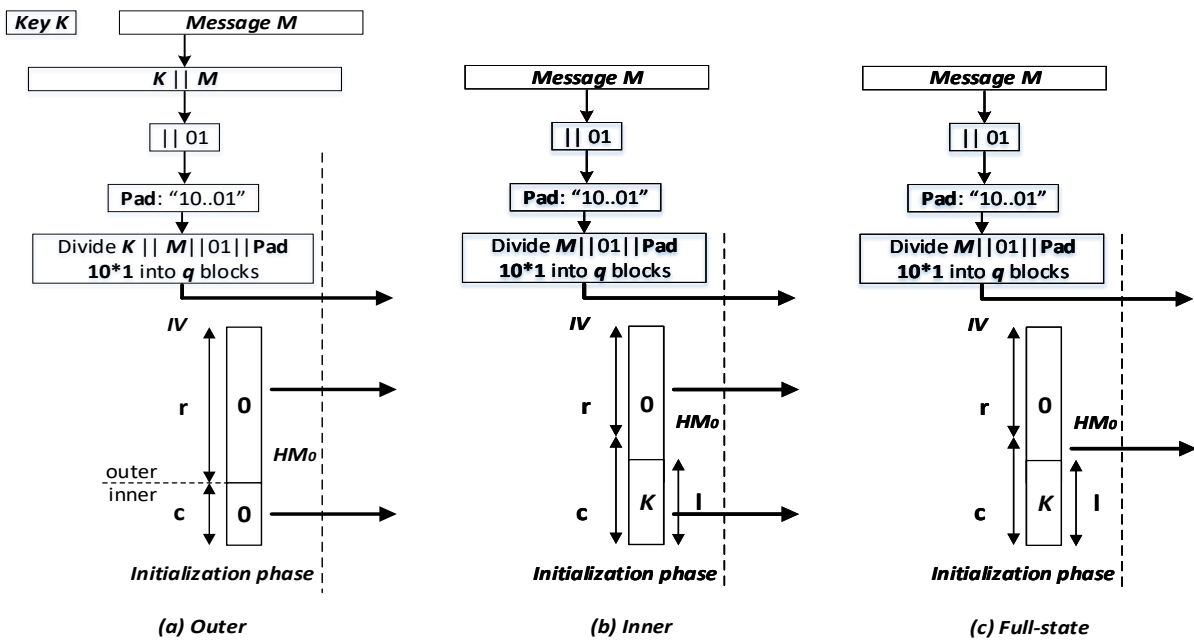 Key K
Message M
K || M
|| 01
Pad: “10..01”
Divide K || M||01||Pad
10*1 into q blocks
IV
r
0
HM₀
outer
inner
c
0
Initialization phase
(a) Outer
Message M
|| 01
Pad: “10..01”
Divide M||01||Pad
10*1 into q blocks
IV
r
0
HM₀
c
K
l
Initialization phase
(b) Inner
Message M
|| 01
Pad: “10..01”
Divide M||01||Pad
10*1 into q blocks
IV
r
0
HM₀
c
K
l
Initialization phase
(c) Full-state